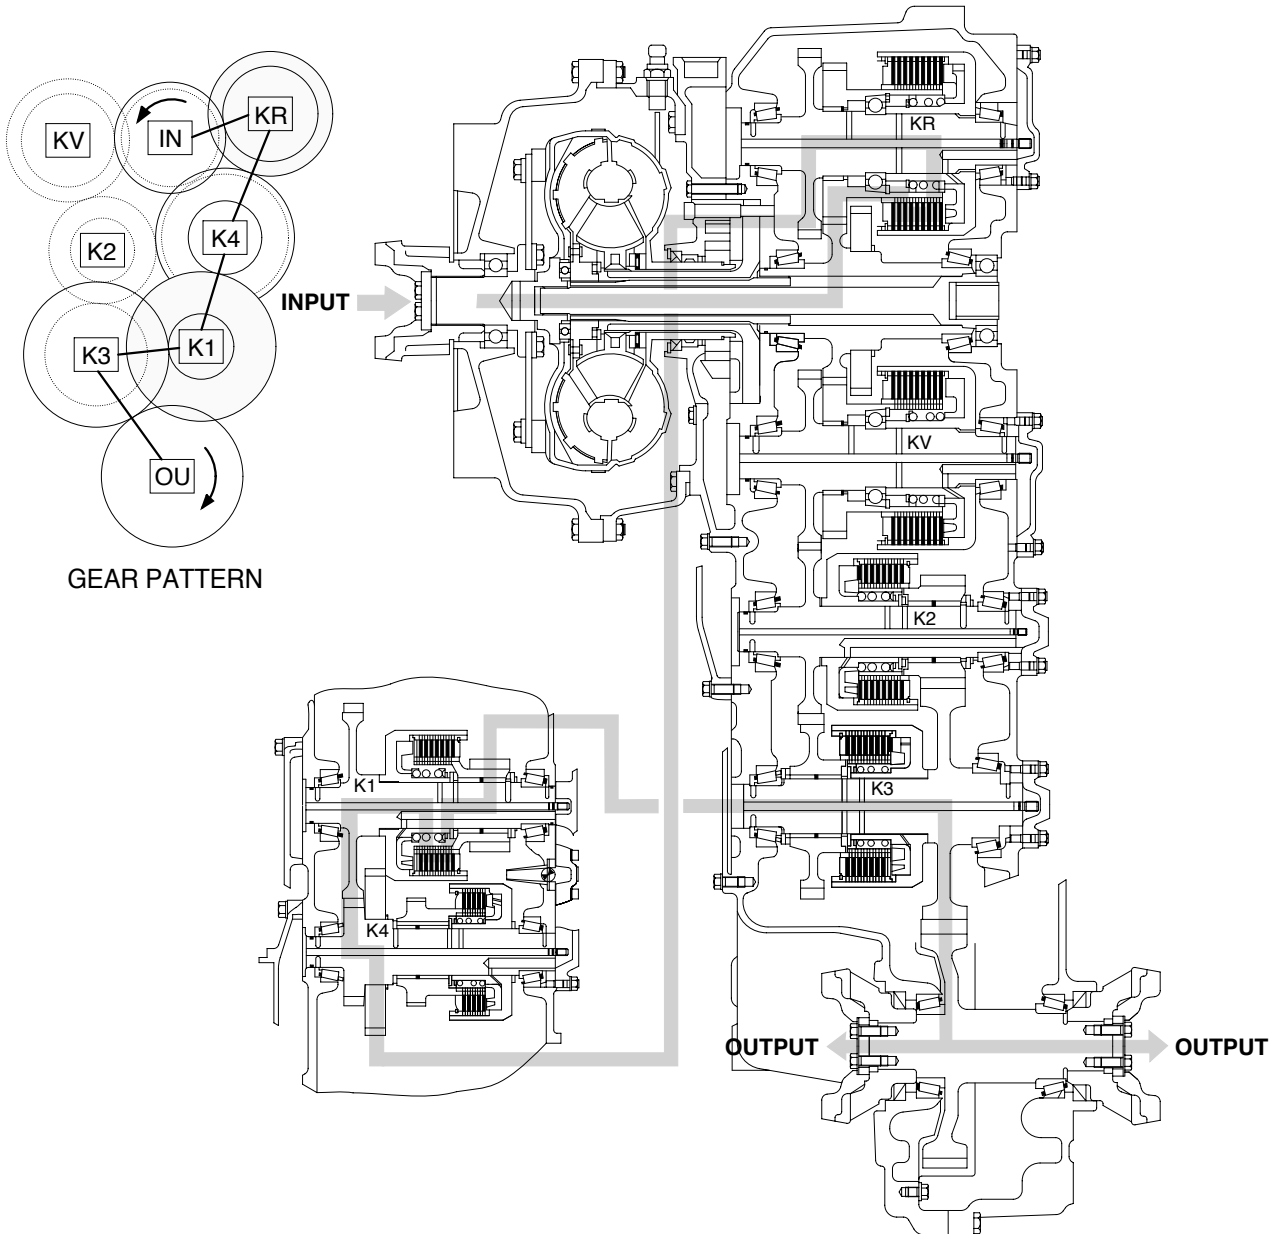 KR
IN
KV
K4
K2
K3
K1
OU
GEAR PATTERN
INPUT
KR
KV
K2
K3
K1
K4
OUTPUT
OUTPUT